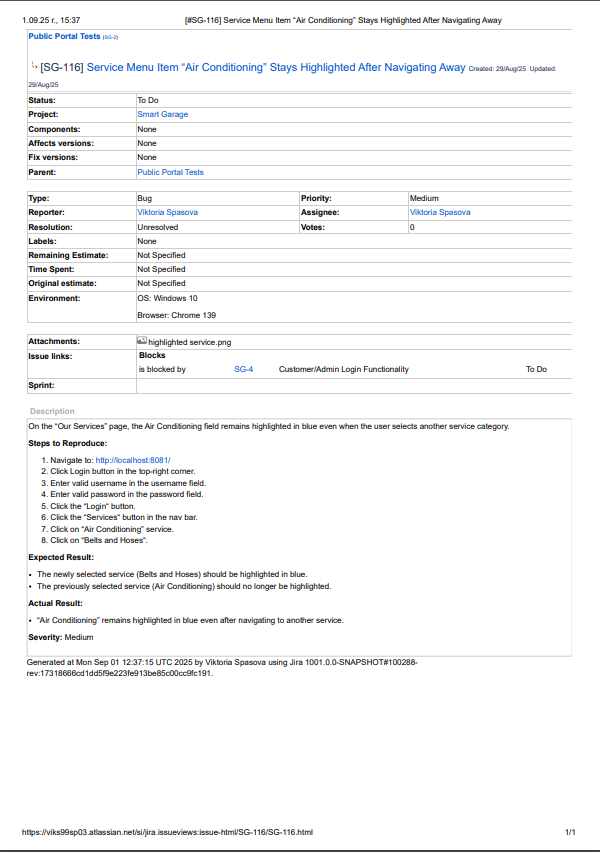 1.09.25 г., 15:37 [#SG-116] Service Menu Item “Air Conditioning” Stays Highlighted After Navigating Away
Public Portal Tests (SG-2)
[SG-116] Service Menu Item “Air Conditioning” Stays Highlighted After Navigating Away Created: 29/Aug/25 Updated:
29/Aug/25
Status: To Do
Project: Smart Garage
Components: None
Affects versions: None
Fix versions: None
Parent: Public Portal Tests
Type: Bug Priority: Medium
Reporter: Viktoria Spasova Assignee: Viktoria Spasova
Resolution: Unresolved Votes: 0
Labels: None
Remaining Estimate: Not Specified
Time Spent: Not Specified
Original estimate: Not Specified
Environment: OS: Windows 10
Browser: Chrome 139
Attachments: highlighted service.png
Issue links: Blocks
is blocked by SG-4 Customer/Admin Login Functionality To Do
Sprint:
Description
On the “Our Services” page, the Air Conditioning field remains highlighted in blue even when the user selects another service category.
Steps to Reproduce:
1. Navigate to: http://localhost:8081/
2. Click Login button in the top-right corner.
3. Enter valid username in the username field.
4. Enter valid password in the password field.
5. Click the “Login” button.
6. Click the “Services” button in the nav bar.
7. Click on “Air Conditioning” service.
8. Click on “Belts and Hoses”.
Expected Result:
• The newly selected service (Belts and Hoses) should be highlighted in blue.
• The previously selected service (Air Conditioning) should no longer be highlighted.
Actual Result:
• “Air Conditioning” remains highlighted in blue even after navigating to another service.
Severity: Medium
Generated at Mon Sep 01 12:37:15 UTC 2025 by Viktoria Spasova using Jira 1001.0.0-SNAPSHOT#100288-
rev:17318666cd1dd5f9e223fe913be85c00cc9fc191.
https://viks99sp03.atlassian.net/si/jira.issueviews:issue-html/SG-116/SG-116.html 1/1